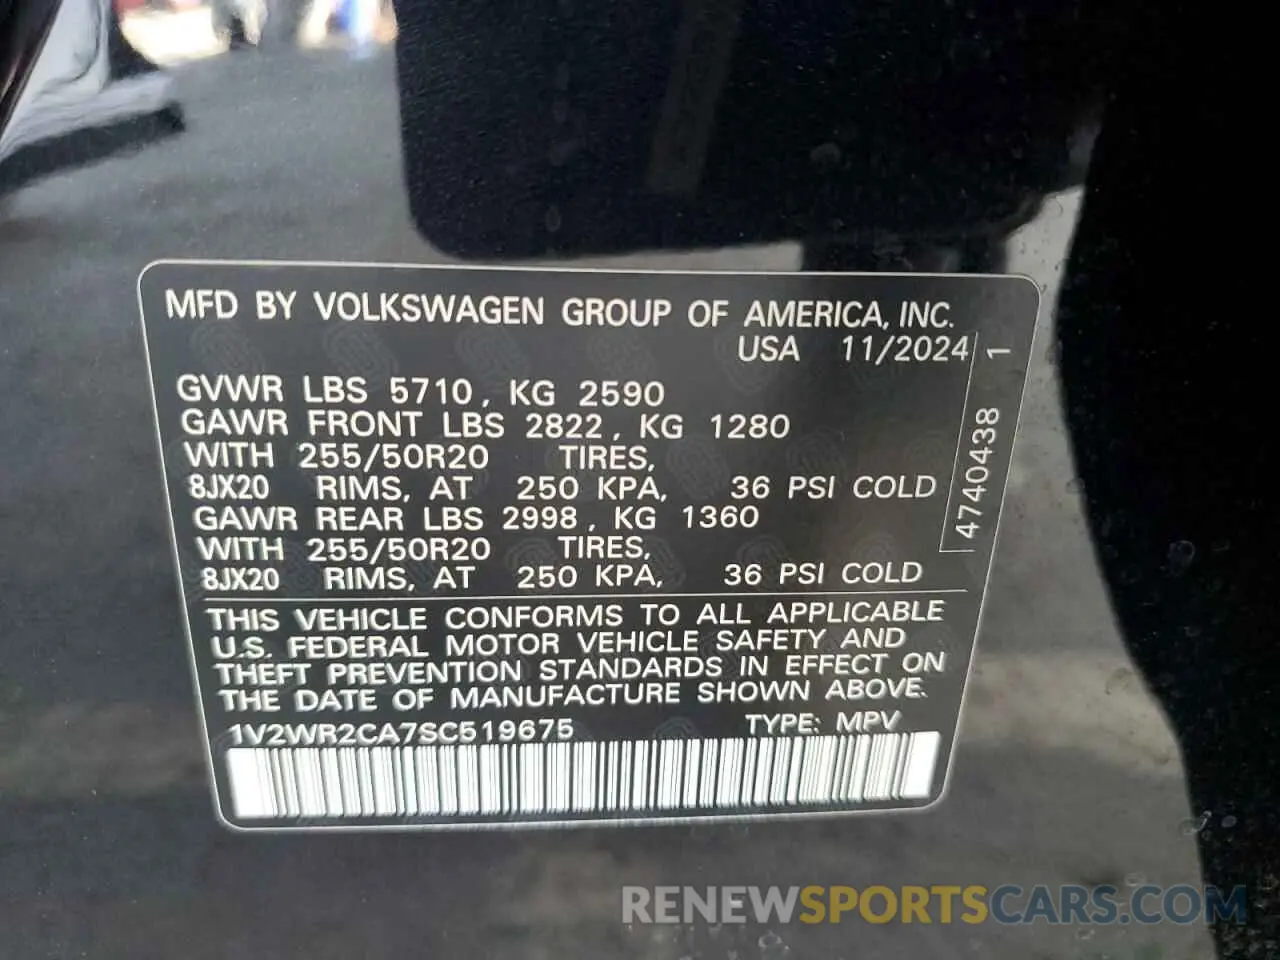 MFD BY VOLKSWAGEN GROUP OF AMERICA, INC.
USA 11/2024
GVWR LBS 5710, KG 2590
GAWR FRONT LBS 2822, KG 1280
WITH 255/50R20 TIRES,
8JX20 RIMS, AT 250 KPA, 36 PSI COLD
GAWR REAR LBS 2998, KG 1360
WITH 255/50R20 TIRES,
8JX20 RIMS, AT 250 KPA, 36 PSI COLD
4740438 1
THIS VEHICLE CONFORMS TO ALL APPLICABLE
U.S. FEDERAL MOTOR VEHICLE SAFETY AND
THEFT PREVENTION STANDARDS IN EFFECT ON
THE DATE OF MANUFACTURE SHOWN ABOVE.
1V2WR2CA7SC519675 TYPE: MPV
RENEWSPORTSCARS.COM